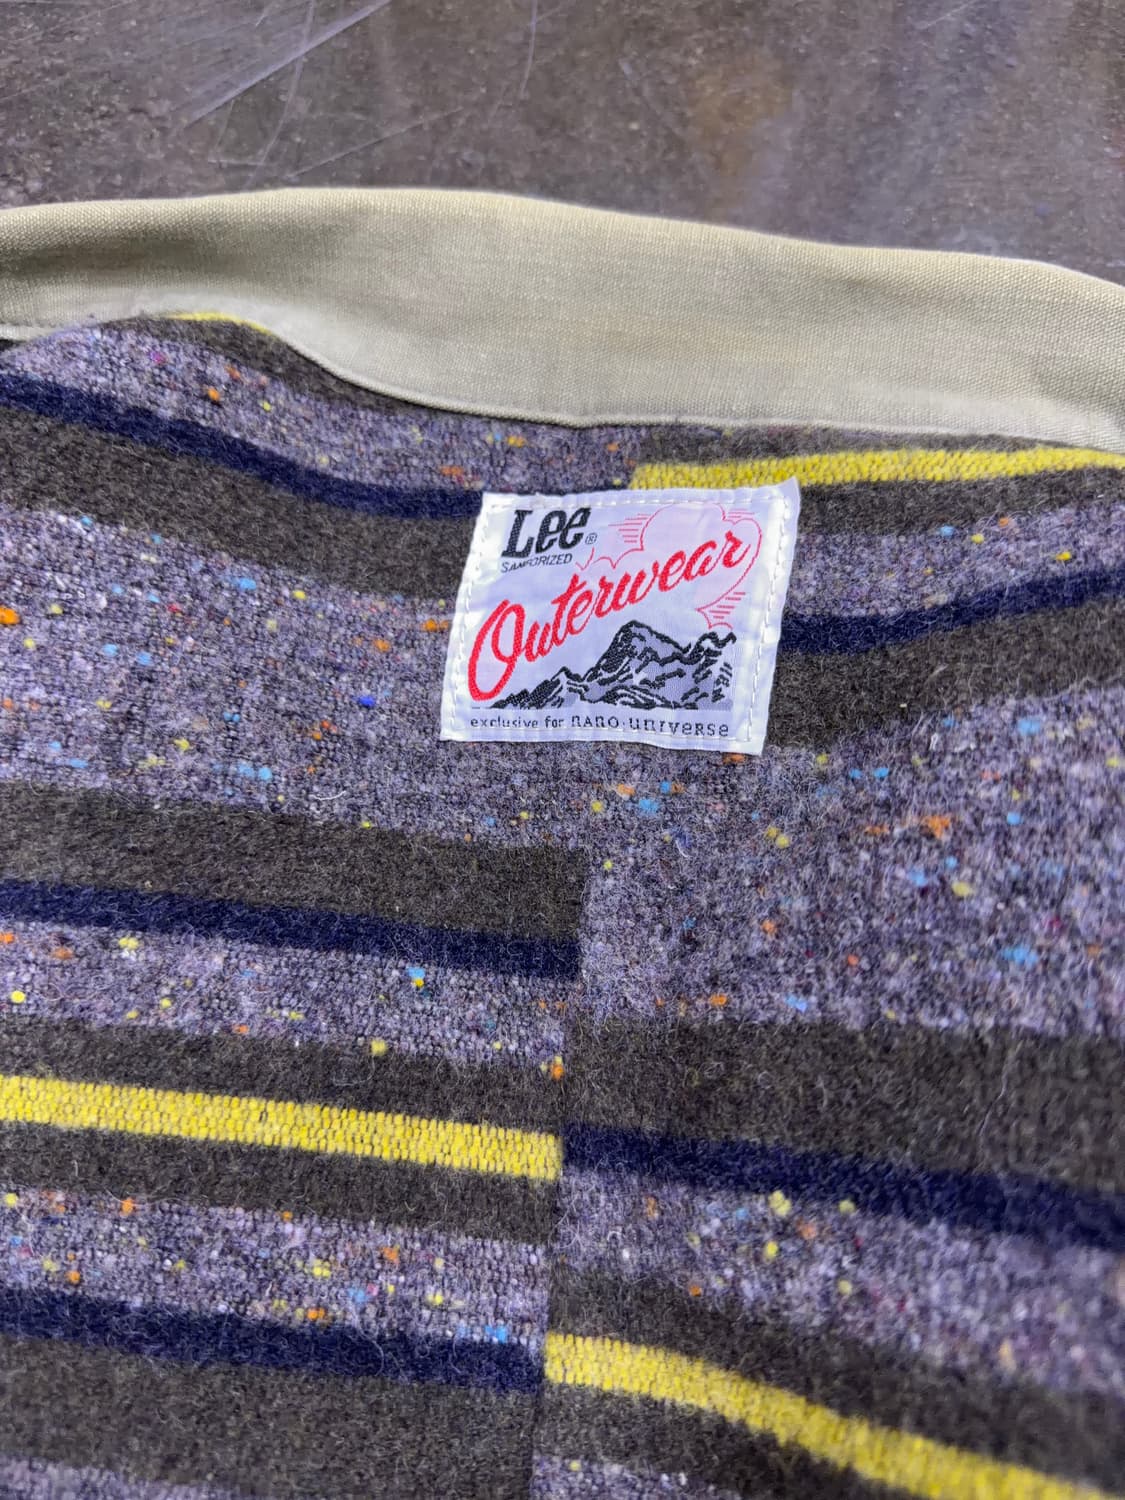 Lee®
SANFORIZED
Outerwear
exclusive for nano·universe